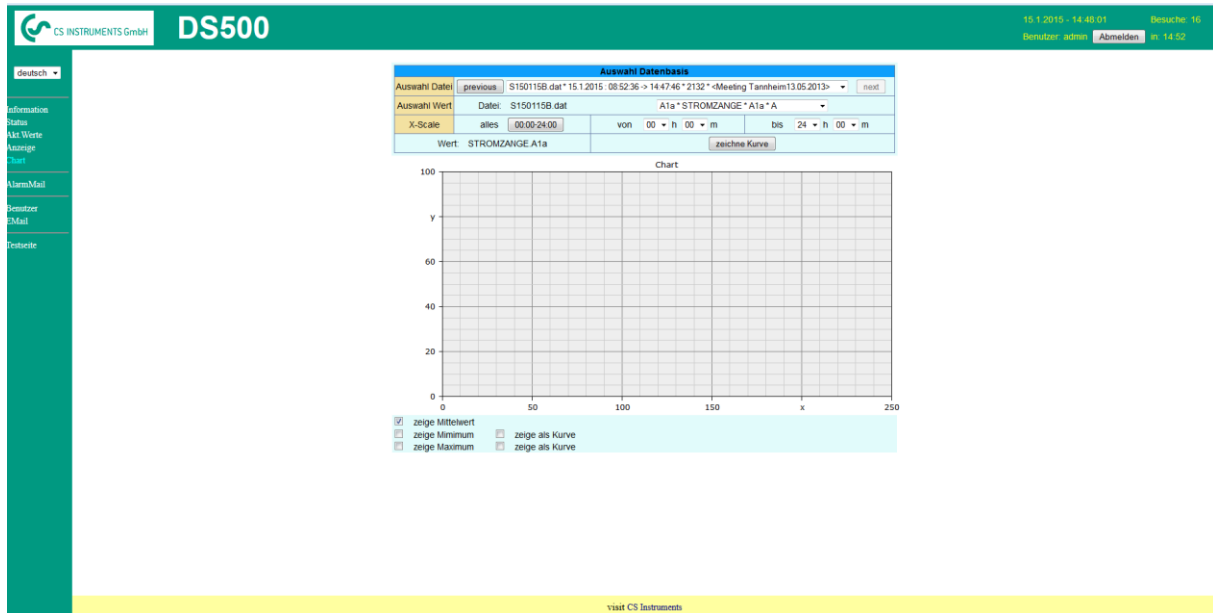 CS INSTRUMENTS GmbH DS500 15.1.2015 - 14:48:01 Besuche: 16
Benutzer: admin Abmelden in: 14:52
deutsch
Information
Status
Akt.Werte
Anzeige
Chart
AlarmMail
Benutzer
EMail
Testseite
Auswahl Datenbasis
Auswahl Datei previous S150115B.dat * 15.1.2015 : 08:52:36 -> 14:47:46 * 2132 * <Meeting Tannheim13.05.2013> next
Auswahl Wert Datei: S150115B.dat A1a * STROMZANGE * A1a * A
X-Scale alles 00:00-24:00 von 00 h 00 m bis 24 h 00 m
Wert: STROMZANGE.A1a zeichne Kurve
Chart
100
y
60
40
20
0
0 50 100 150 x 250
zeige Mittelwert
zeige Mimimum zeige als Kurve
zeige Maximum zeige als Kurve
visit CS Instruments